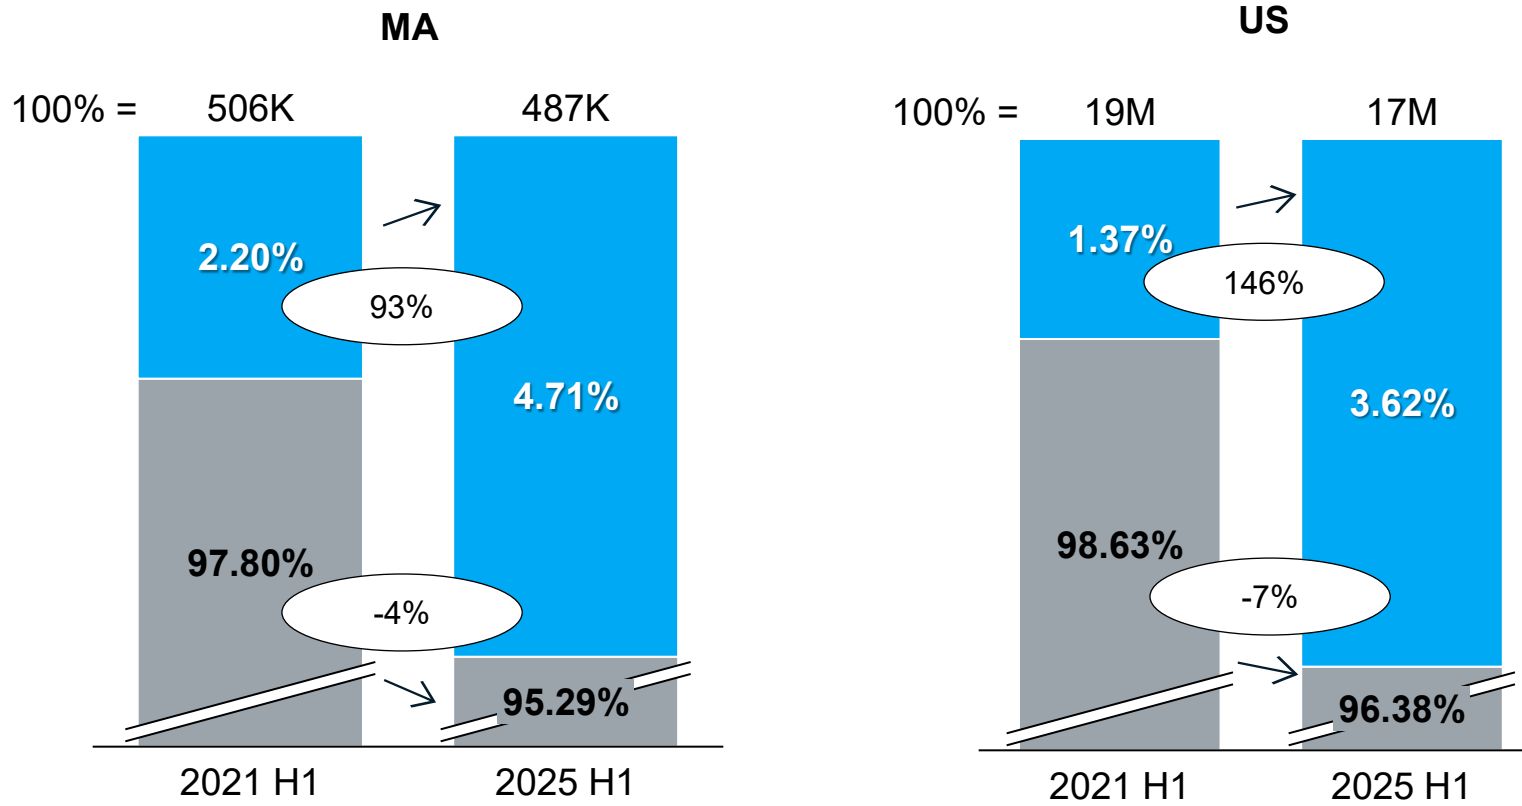 MA
100% =
506K
487K
2.20%
93%
4.71%
97.80%
-4%
95.29%
2021 H1
2025 H1
US
100% =
19M
17M
1.37%
146%
3.62%
98.63%
-7%
96.38%
2021 H1
2025 H1